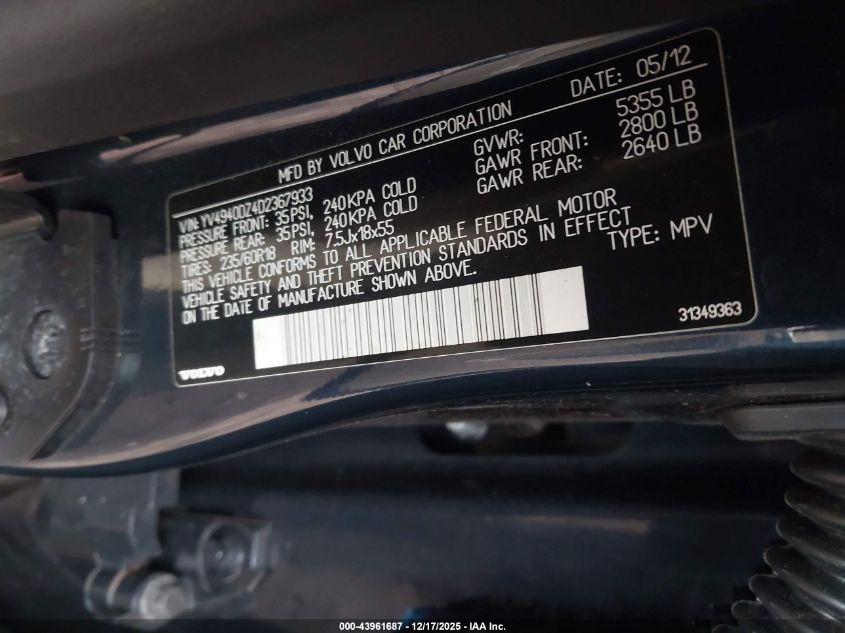 MFD BY VOLVO CAR CORPORATION DATE: 05/12
VIN: YV4940DZ4D2367933 GVWR: 5355 LB
PRESSURE FRONT: 35PSI, 240KPA COLD GAWR FRONT: 2800 LB
PRESSURE REAR: 35PSI, 240KPA COLD GAWR REAR: 2640 LB
TIRES: 235/60R18 RIM: 7.5Jx18x55
THIS VEHICLE CONFORMS TO ALL APPLICABLE FEDERAL MOTOR
VEHICLE SAFETY AND THEFT PREVENTION STANDARDS IN EFFECT
ON THE DATE OF MANUFACTURE SHOWN ABOVE. TYPE: MPV
31349363
VOLVO
000-43961687 - 12/17/2025 - IAA Inc.